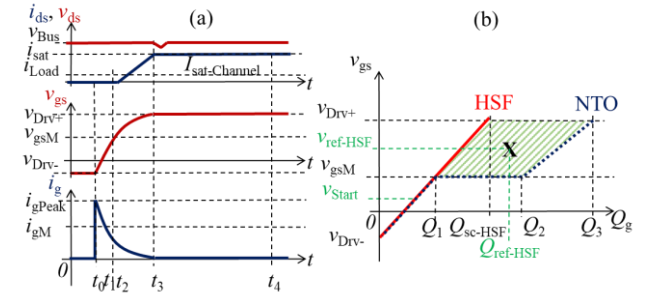 i_ds, v_ds
(a)
v_Bus
i_sat
i_Load
I_sat-Channel
t
v_gs
v_Drv+
v_gsM
v_Drv-
t
i_g
i_gPeak
i_gM
0
t_0 t_1 t_2 t_3 t_4 t
(b)
v_gs
HSF
NTO
v_Drv+
v_ref-HSF
X
v_gsM
v_Start
0
Q_1 Q_sc-HSF Q_2 Q_3 Q_g
Q_ref-HSF
v_Drv-